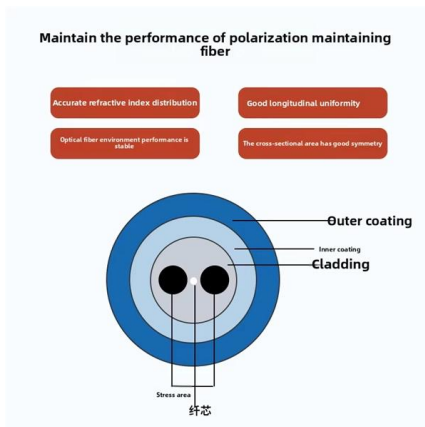 Maintain the performance of polarization maintaining
fiber
Accurate refractive index distribution
Good longitudinal uniformity
Optical fiber environment performance is
stable
The cross-sectional area has good symmetry
Outer coating
Inner coating
Cladding
Stress area
纤芯